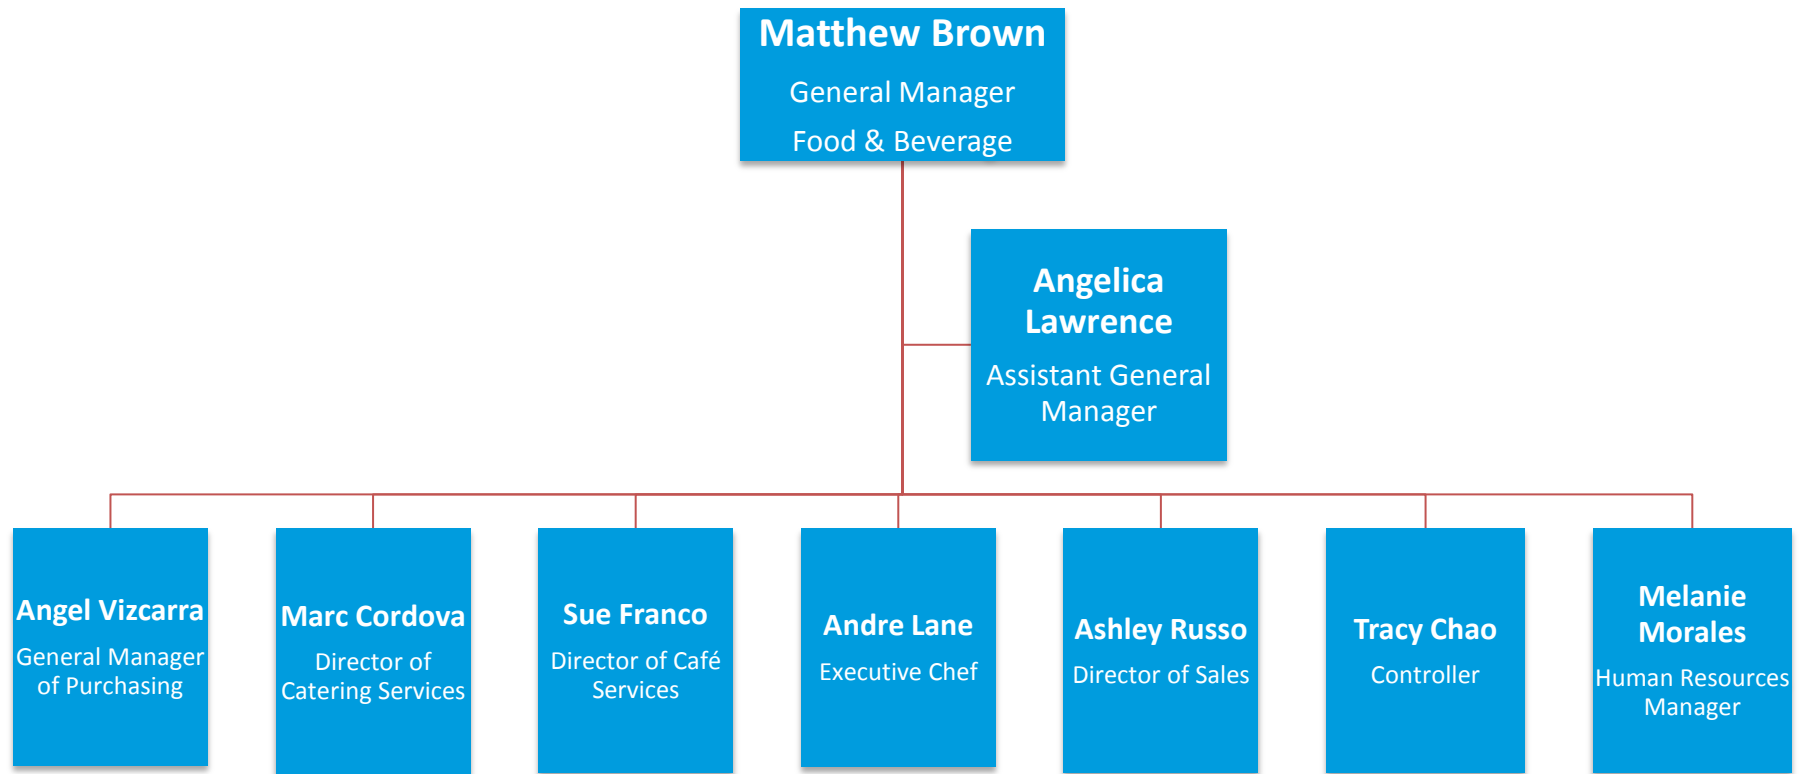 Matthew Brown
General Manager
Food & Beverage
Angelica
Lawrence
Assistant General
Manager
Angel Vizcarra
General Manager
of Purchasing
Marc Cordova
Director of
Catering Services
Sue Franco
Director of Café
Services
Andre Lane
Executive Chef
Ashley Russo
Director of Sales
Tracy Chao
Controller
Melanie
Morales
Human Resources
Manager